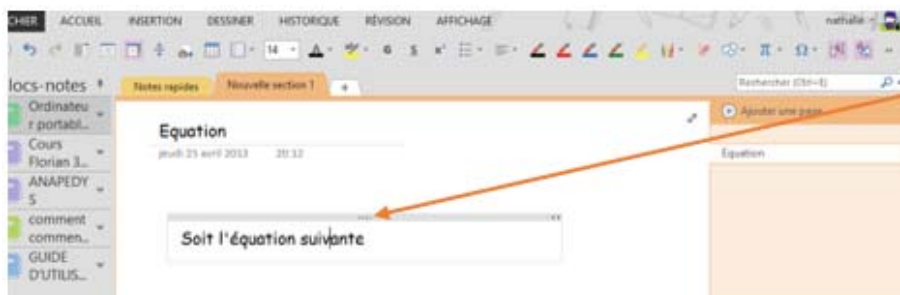 CHIER ACCUEIL INSERTION DESSINER HISTORIQUE RÉVISION AFFICHAGE nathalie
14 G S
locs-notes Notes rapides Nouvelle section 1 + Rechercher (Ctrl+E)
Ordinateu
r portabl...
Cours
Florian 3...
ANAPEDY
S
comment
commen...
GUIDE
D'UTILIS...
Equation
jeudi 25 avril 2013 20:12
Soit l'équation suivante
Ajouter une page
Equation